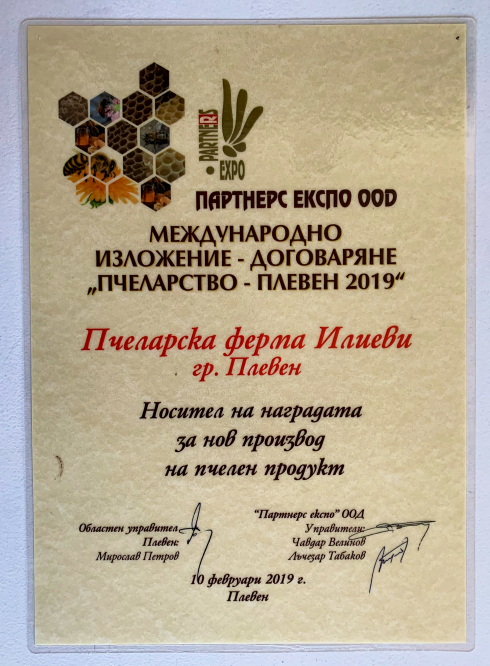 PARTNERS
EXPO
ПАРТНЕРС ЕКСПО ООД
МЕЖДУНАРОДНО
ИЗЛОЖЕНИЕ - ДОГОВАРЯНЕ
„ПЧЕЛАРСТВО - ПЛЕВЕН 2019“
Пчеларска ферма Илиеви
гр. Плевен
Носител на наградата
за нов производ
на пчелен продукт
Областен управител
Плевен:
Мирослав Петров
"Партнерс експо" ООД
Управители:
Чавдар Велинов
Лъчезар Табаков
10 февруари 2019 г.
Плевен